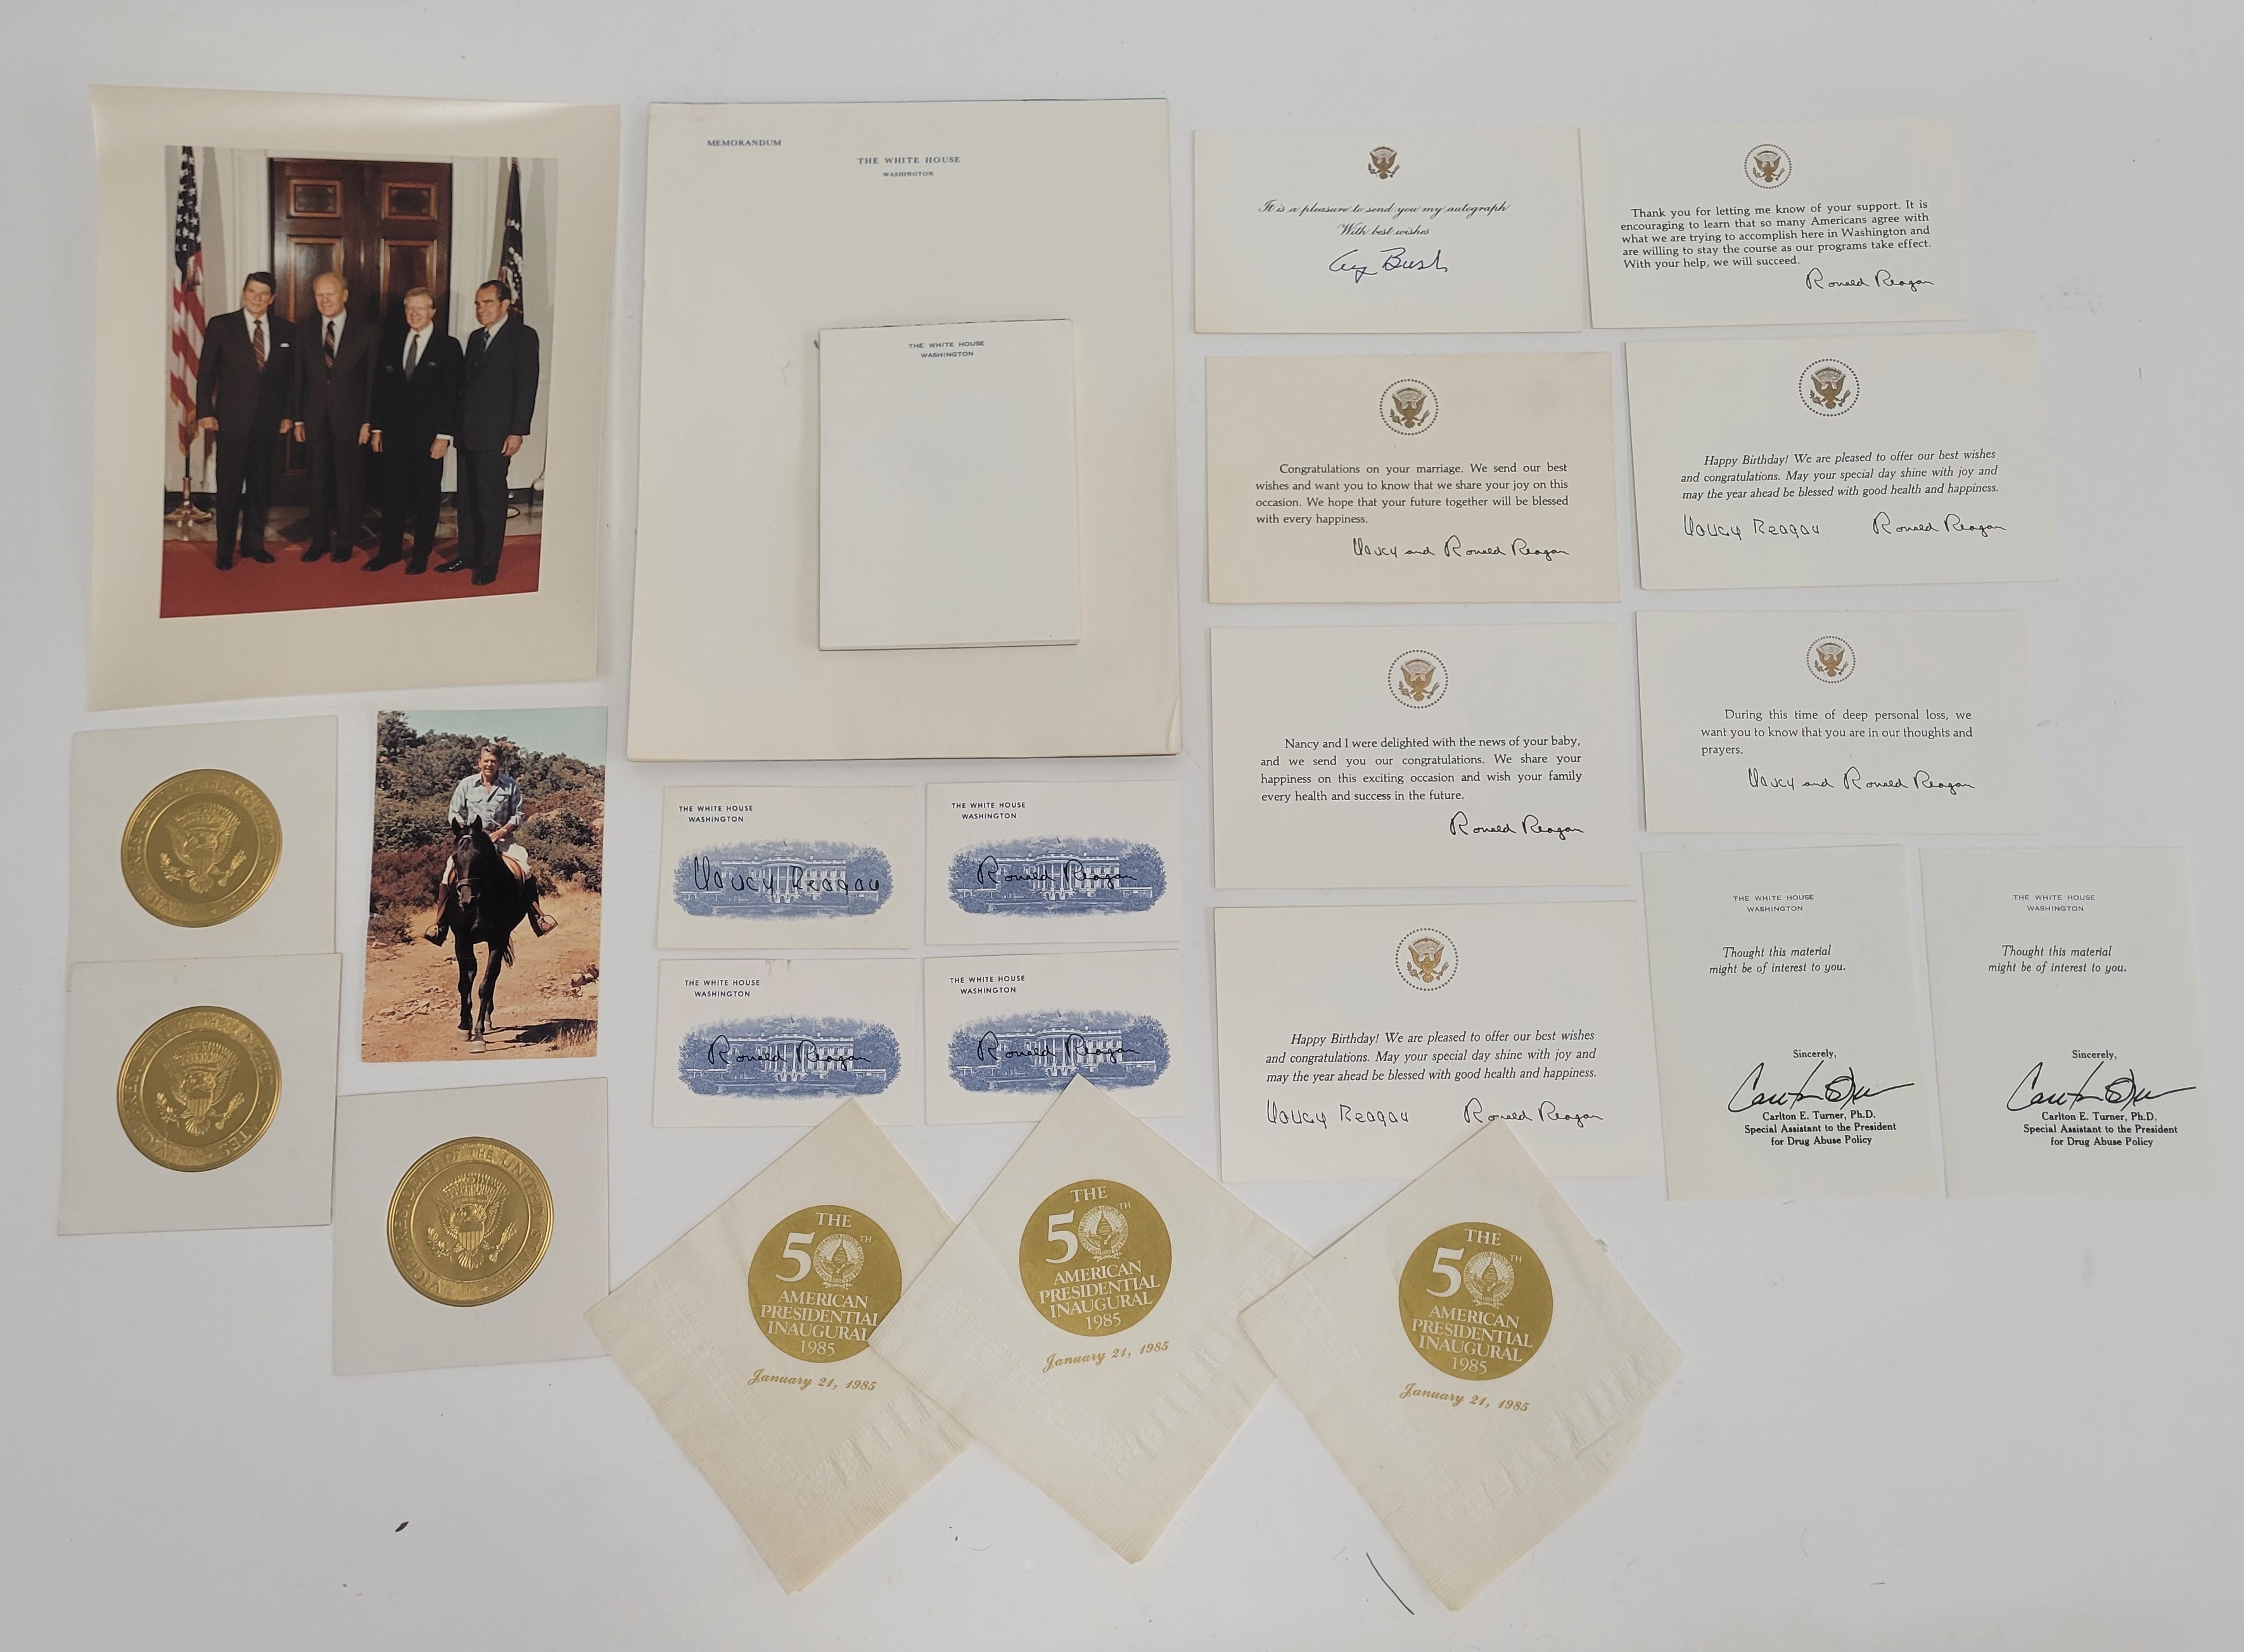 MEMORANDUM
THE WHITE HOUSE
WASHINGTON
THE WHITE HOUSE
WASHINGTON
It is a pleasure to send you my autograph
With best wishes
Bush
Thank you for letting me know of your support. It is
encouraging to learn that so many Americans agree with
what we are trying to accomplish here in Washington and
are willing to stay the course as our programs take effect.
With your help, we will succeed.
Ronald Reagan
Congratulations on your marriage. We send our best
wishes and want you to know that we share your joy on this
occasion. We hope that your future together will be blessed
with every happiness.
Nancy and Ronald Reagan
Happy Birthday! We are pleased to offer our best wishes
and congratulations. May your special day shine with joy and
may the year ahead be blessed with good health and happiness.
Nancy Reagan Ronald Reagan
Nancy and I were delighted with the news of your baby,
and we send you our congratulations. We share your
happiness on this exciting occasion and wish your family
every health and success in the future.
Ronald Reagan
During this time of deep personal loss, we
want you to know that you are in our thoughts and
prayers.
Nancy and Ronald Reagan
THE WHITE HOUSE
WASHINGTON
Nancy Reagan
THE WHITE HOUSE
WASHINGTON
Ronald Reagan
THE WHITE HOUSE
WASHINGTON
Ronald Reagan
THE WHITE HOUSE
WASHINGTON
Ronald Reagan
Happy Birthday! We are pleased to offer our best wishes
and congratulations. May your special day shine with joy and
may the year ahead be blessed with good health and happiness.
Nancy Reagan Ronald Reagan
THE WHITE HOUSE
WASHINGTON
Thought this material
might be of interest to you.
Sincerely,
Carlton E. Turner, Ph.D.
Special Assistant to the President
for Drug Abuse Policy
THE WHITE HOUSE
WASHINGTON
Thought this material
might be of interest to you.
Sincerely,
Carlton E. Turner, Ph.D.
Special Assistant to the President
for Drug Abuse Policy
VICE PRESIDENT OF THE UNITED STATES
VICE PRESIDENT OF THE UNITED STATES
VICE PRESIDENT OF THE UNITED STATES
THE
50TH
AMERICAN
PRESIDENTIAL
INAUGURAL
1985
January 21, 1985
THE
50TH
AMERICAN
PRESIDENTIAL
INAUGURAL
1985
January 21, 1985
THE
50TH
AMERICAN
PRESIDENTIAL
INAUGURAL
1985
January 21, 1985